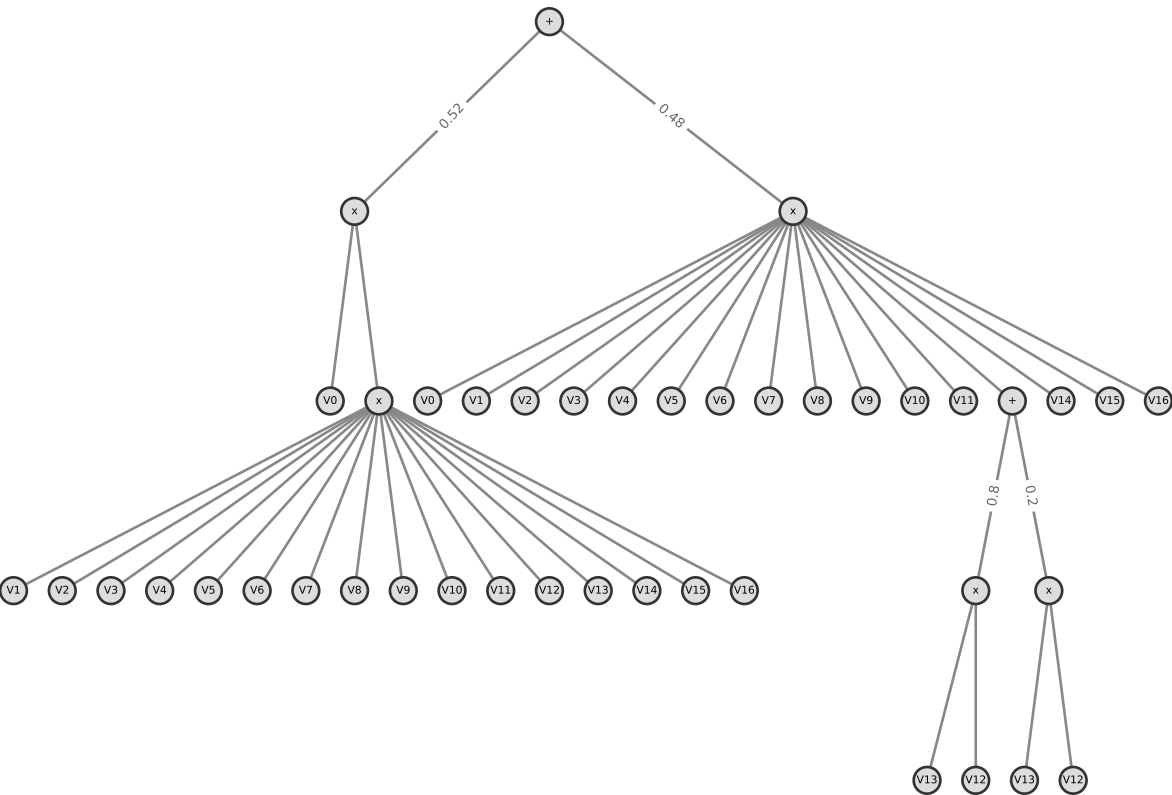 +
0.52 0.48
x x
V0 x V0 V1 V2 V3 V4 V5 V6 V7 V8 V9 V10 V11 + V14 V15 V16
0.8 0.2
V1 V2 V3 V4 V5 V6 V7 V8 V9 V10 V11 V12 V13 V14 V15 V16 x x
V13 V12 V13 V12